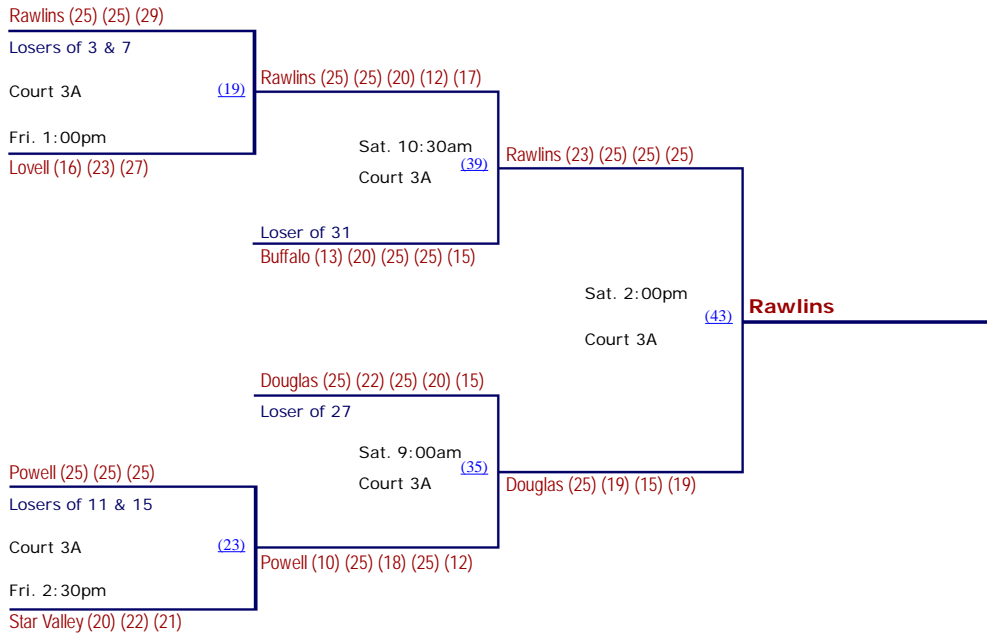 Rawlins (25) (25) (29)
Losers of 3 & 7
Court 3A
(19)
Fri. 1:00pm
Lovell (16) (23) (27)
Rawlins (25) (25) (20) (12) (17)
Sat. 10:30am
(39)
Court 3A
Loser of 31
Buffalo (13) (20) (25) (25) (15)
Rawlins (23) (25) (25) (25)
Sat. 2:00pm
(43)
Court 3A
Rawlins
Douglas (25) (22) (25) (20) (15)
Loser of 27
Sat. 9:00am
(35)
Court 3A
Douglas (25) (19) (15) (19)
Powell (25) (25) (25)
Losers of 11 & 15
Court 3A
(23)
Fri. 2:30pm
Star Valley (20) (22) (21)
Powell (10) (25) (18) (25) (12)